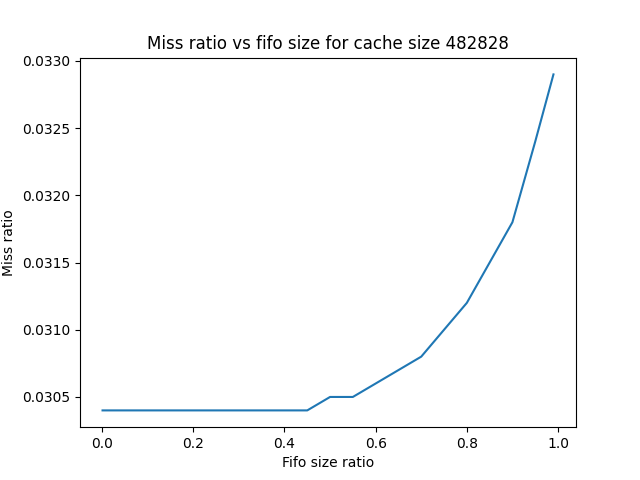 Miss ratio vs fifo size for cache size 482828
0.0330
0.0325
0.0320
0.0315
0.0310
0.0305
Miss ratio
0.0 0.2 0.4 0.6 0.8 1.0
Fifo size ratio